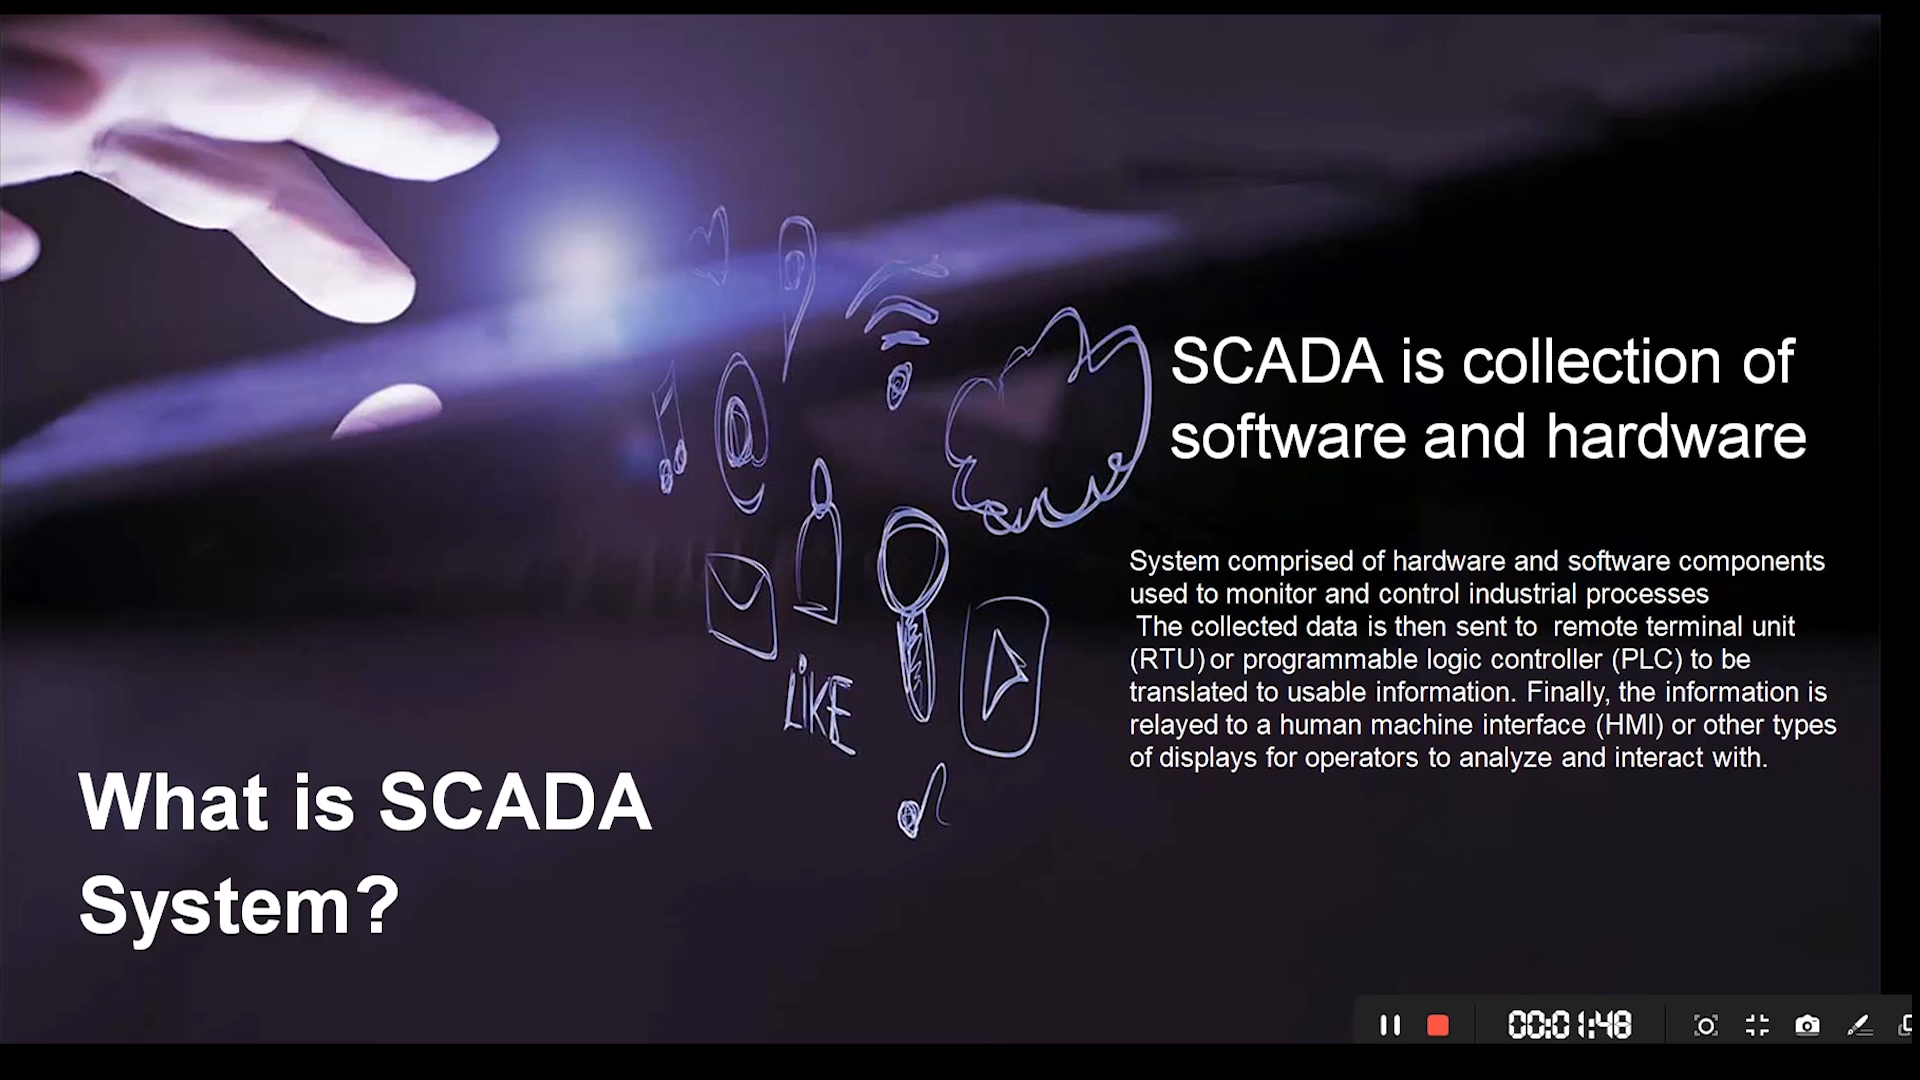 SCADA is collection of
software and hardware
System comprised of hardware and software components
used to monitor and control industrial processes
The collected data is then sent to remote terminal unit
(RTU) or programmable logic controller (PLC) to be
translated to usable information. Finally, the information is
relayed to a human machine interface (HMI) or other types
of displays for operators to analyze and interact with.
@
LiKE
What is SCADA
System?
00:01:48